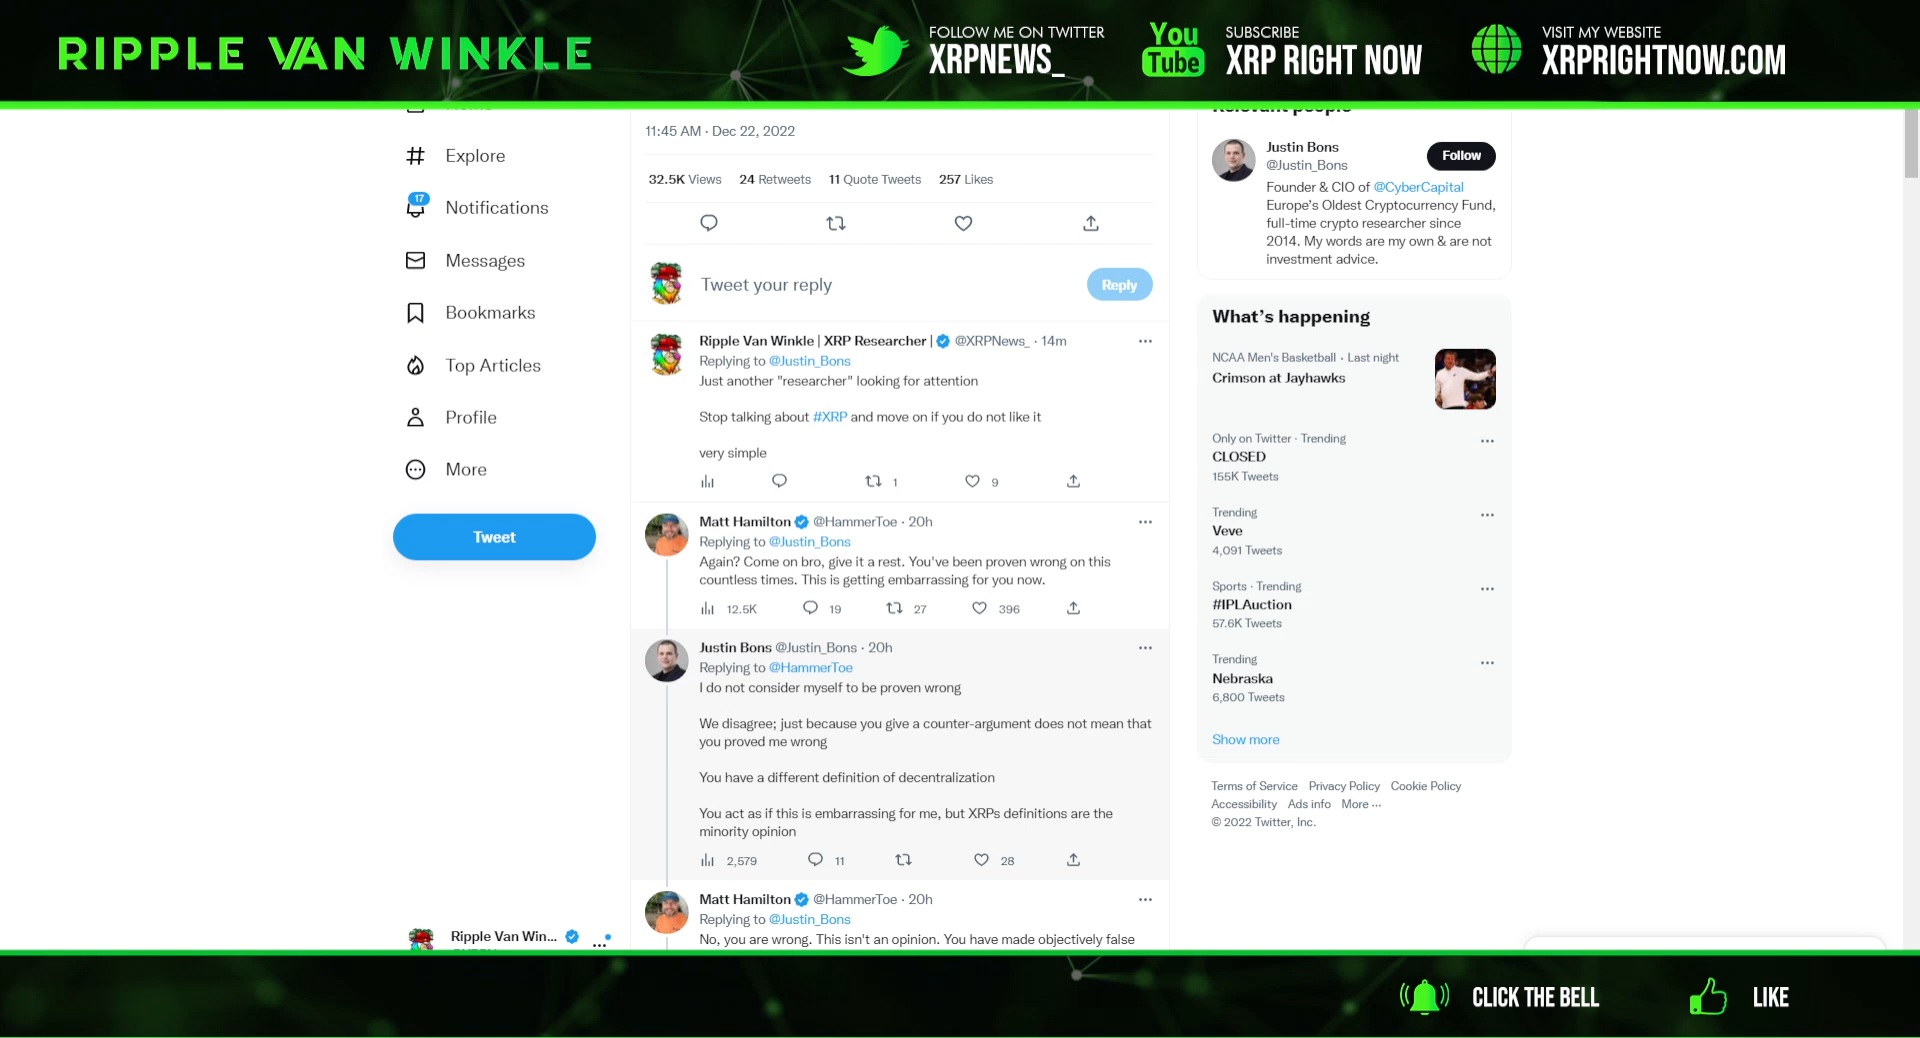 RIPPLE VAN WINKLE
FOLLOW ME ON TWITTER
XRPNEWS_
You Tube
SUBSCRIBE
XRP RIGHT NOW
VISIT MY WEBSITE
XRPRIGHTNOW.COM
Explore
17
Notifications
Messages
Bookmarks
Top Articles
Profile
More
Tweet
Ripple Van Win...
11:45 AM · Dec 22, 2022
32.5K Views 24 Retweets 11 Quote Tweets 257 Likes
Tweet your reply
Reply
Ripple Van Winkle | XRP Researcher | @XRPNews_ · 14m
Replying to @Justin_Bons
Just another "researcher" looking for attention
Stop talking about #XRP and move on if you do not like it
very simple
1 9
Matt Hamilton @HammerToe · 20h
Replying to @Justin_Bons
Again? Come on bro, give it a rest. You've been proven wrong on this
countless times. This is getting embarrassing for you now.
12.5K 19 27 396
Justin Bons @Justin_Bons · 20h
Replying to @HammerToe
I do not consider myself to be proven wrong
We disagree; just because you give a counter-argument does not mean that
you proved me wrong
You have a different definition of decentralization
You act as if this is embarrassing for me, but XRPs definitions are the
minority opinion
2,579 11 28
Matt Hamilton @HammerToe · 20h
Replying to @Justin_Bons
No, you are wrong. This isn't an opinion. You have made objectively false
Relevant people
Justin Bons
@Justin_Bons
Follow
Founder & CIO of @CyberCapital
Europe's Oldest Cryptocurrency Fund,
full-time crypto researcher since
2014. My words are my own & are not
investment advice.
What's happening
NCAA Men's Basketball · Last night
Crimson at Jayhawks
Only on Twitter · Trending
CLOSED
155K Tweets
Trending
Veve
4,091 Tweets
Sports · Trending
#IPLAuction
57.6K Tweets
Trending
Nebraska
6,800 Tweets
Show more
Terms of Service Privacy Policy Cookie Policy
Accessibility Ads info More ···
© 2022 Twitter, Inc.
CLICK THE BELL
LIKE